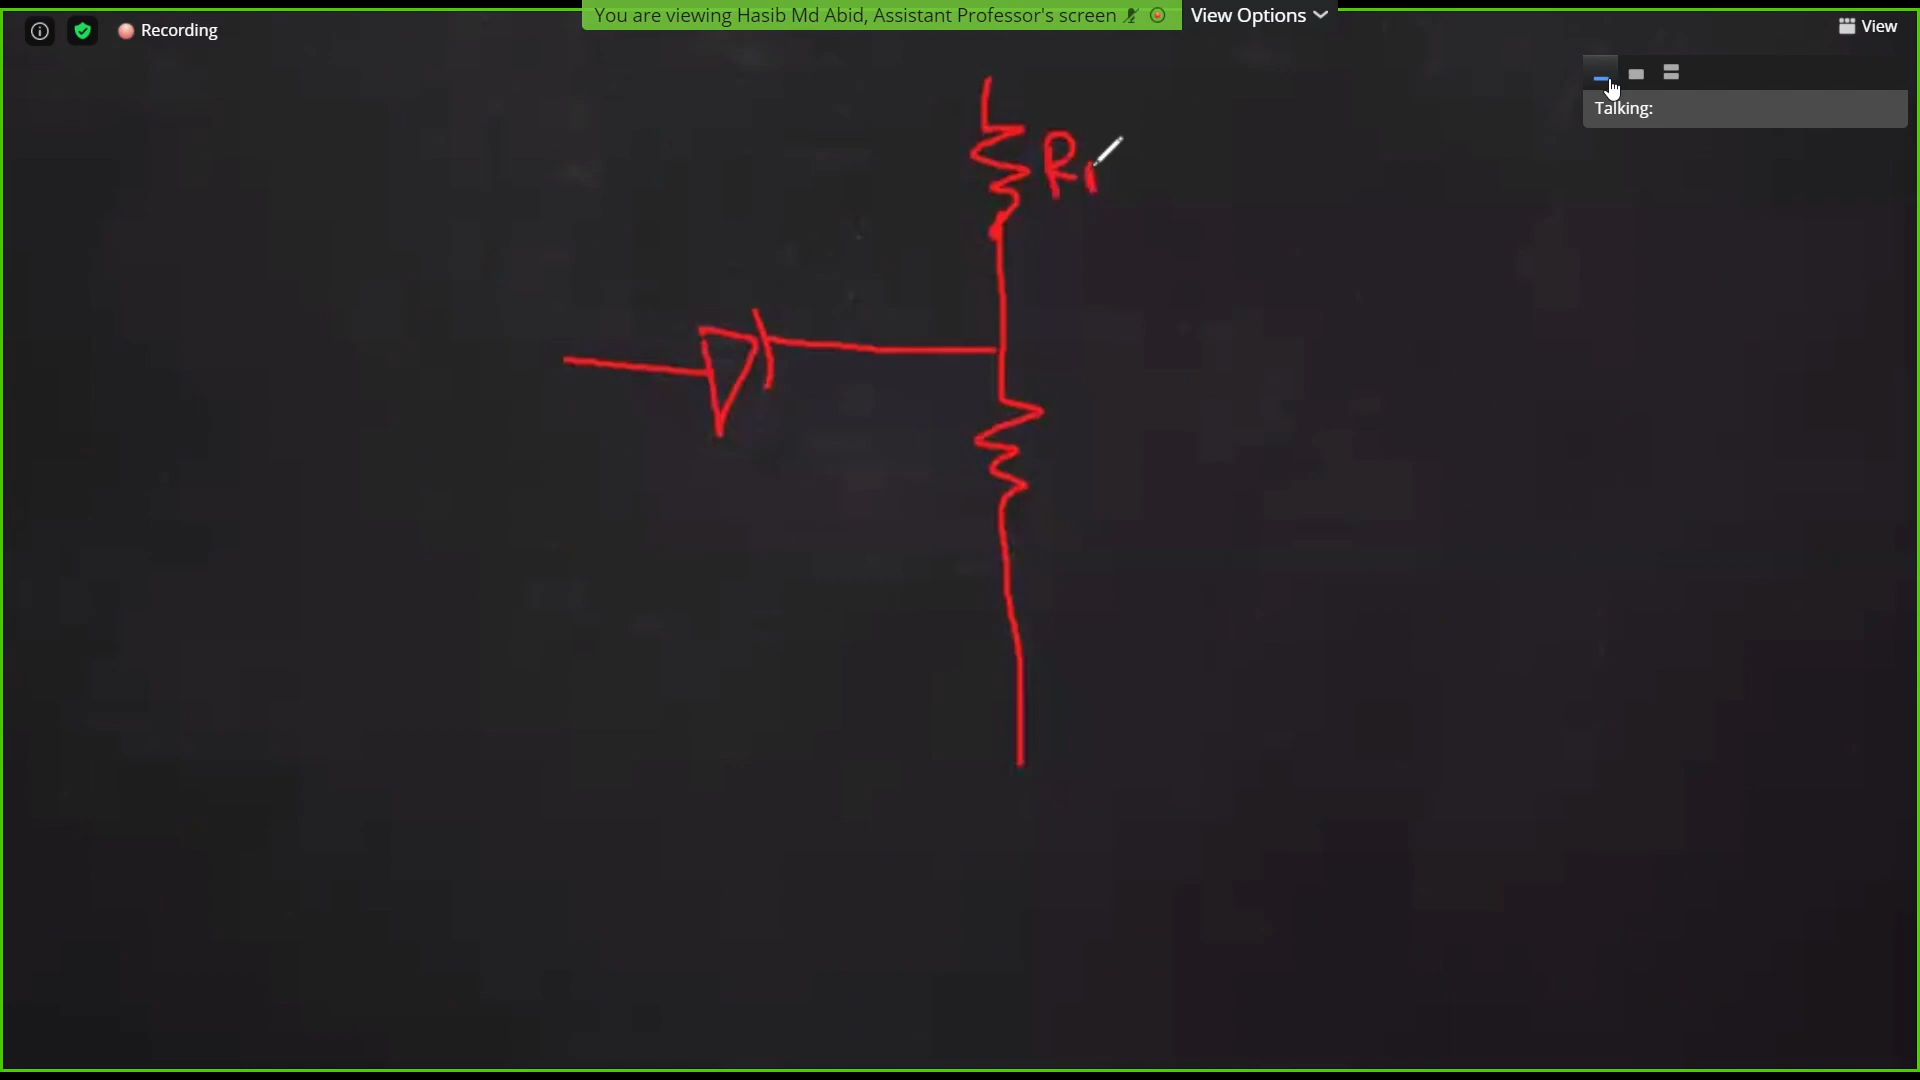 You are viewing Hasib Md Abid, Assistant Professor's screen
View Options
Recording
View
Talking:
R1